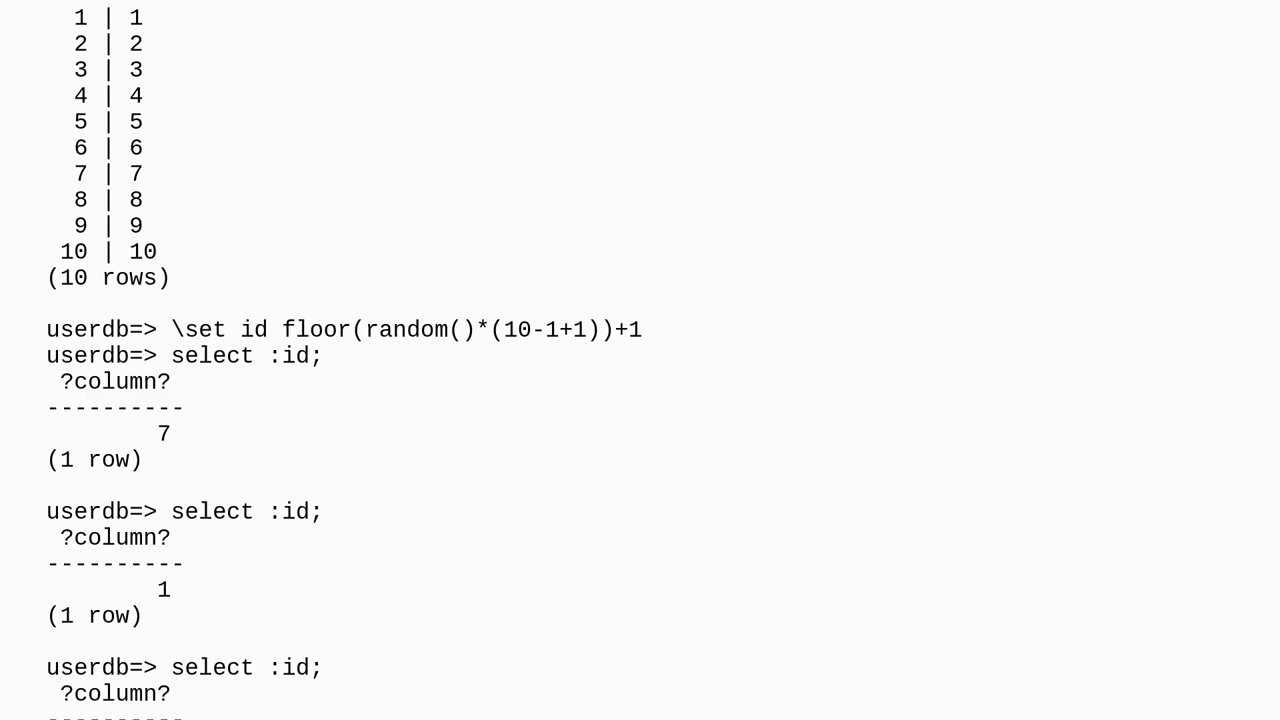 1 | 1
2 | 2
3 | 3
4 | 4
5 | 5
6 | 6
7 | 7
8 | 8
9 | 9
10 | 10
(10 rows)
userdb=> \set id floor(random()*(10-1+1))+1
userdb=> select :id;
?column?
----------
7
(1 row)
userdb=> select :id;
?column?
----------
1
(1 row)
userdb=> select :id;
?column?
----------